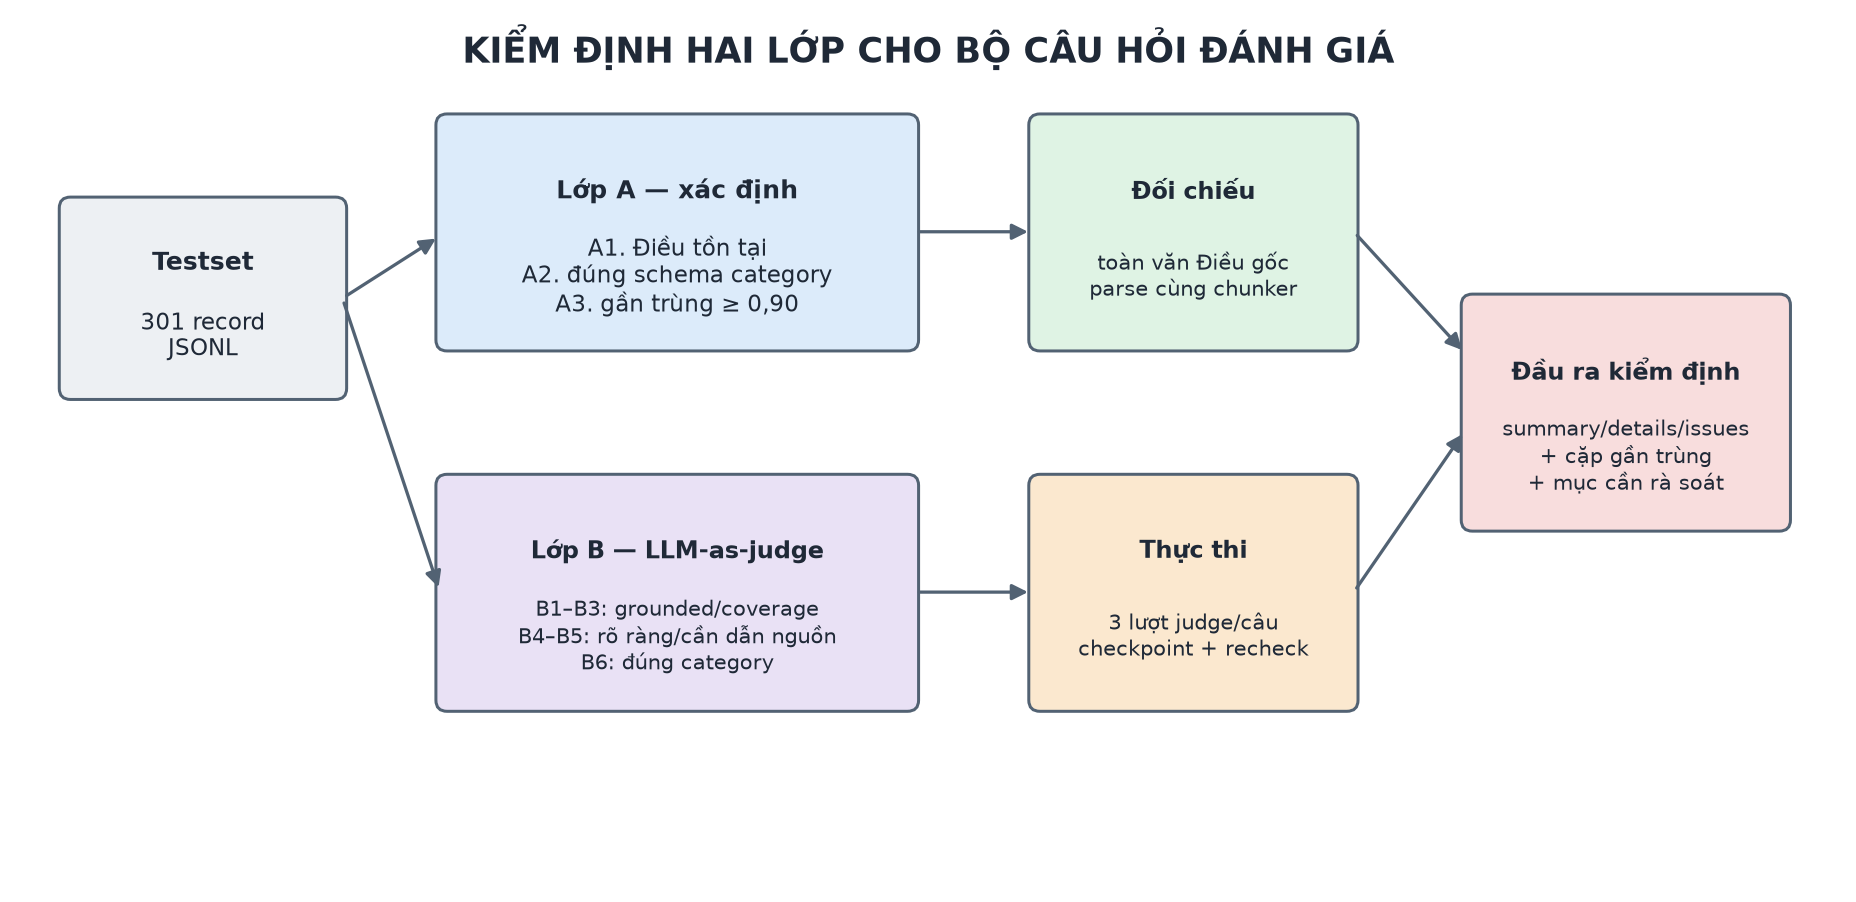 KIỂM ĐỊNH HAI LỚP CHO BỘ CÂU HỎI ĐÁNH GIÁ
Testset
301 record
JSONL
Lớp A — xác định
A1. Điều tồn tại
A2. đúng schema category
A3. gần trùng ≥ 0,90
Đối chiếu
toàn văn Điều gốc
parse cùng chunker
Lớp B — LLM-as-judge
B1–B3: grounded/coverage
B4–B5: rõ ràng/cần dẫn nguồn
B6: đúng category
Thực thi
3 lượt judge/câu
checkpoint + recheck
Đầu ra kiểm định
summary/details/issues
+ cặp gần trùng
+ mục cần rà soát